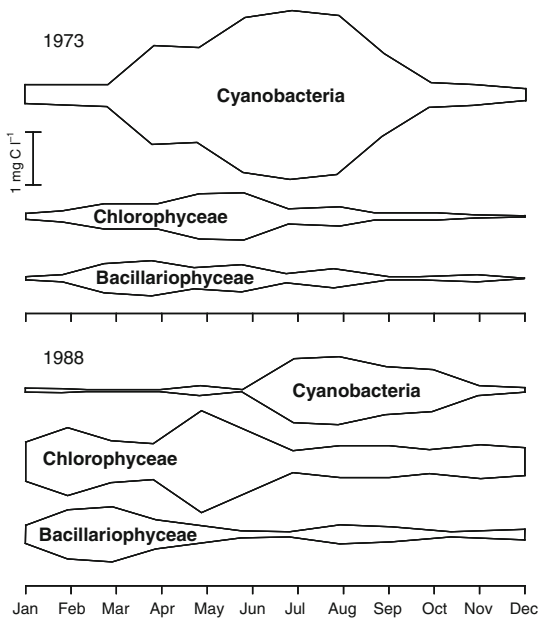 1973
Cyanobacteria
1 mg C l⁻¹
Chlorophyceae
Bacillariophyceae
1988
Cyanobacteria
Chlorophyceae
Bacillariophyceae
Jan Feb Mar Apr May Jun Jul Aug Sep Oct Nov Dec